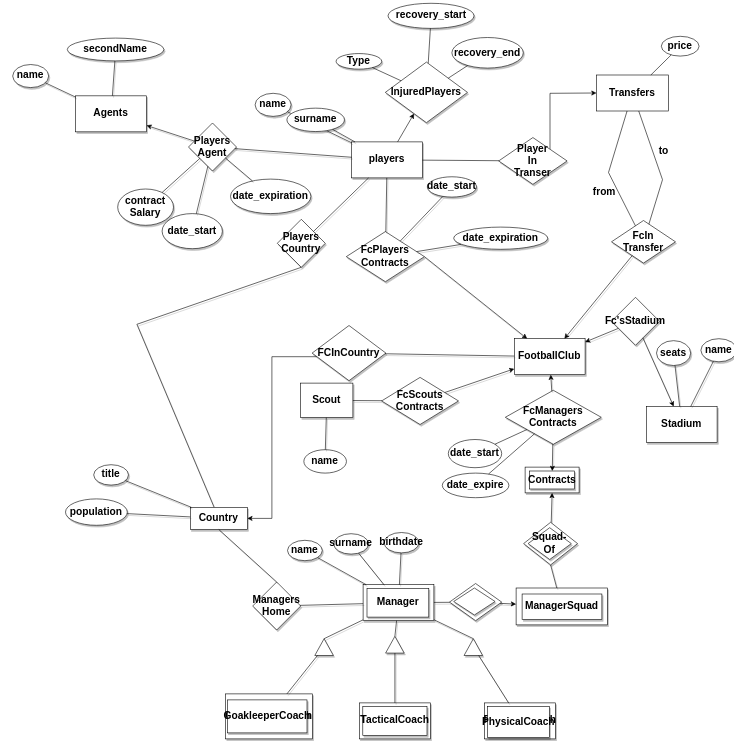 recovery_start
secondName
recovery_end
price
Type
name
InjuredPlayers
Transfers
name
Agents
surname
Players
Agent
players
Player
In
Transer
to
from
date_start
contract
Salary
date_expiration
date_start
Players
Country
FcPlayers
Contracts
date_expiration
FcIn
Transfer
Fc'sStadium
FCInCountry
FootballClub
seats
name
Scout
FcScouts
Contracts
FcManagers
Contracts
Stadium
name
date_start
title
Contracts
date_expire
population
Country
Squad-
Of
name
surname
birthdate
Managers
Home
Manager
ManagerSquad
GoakleeperCoach
TacticalCoach
PhysicalCoach